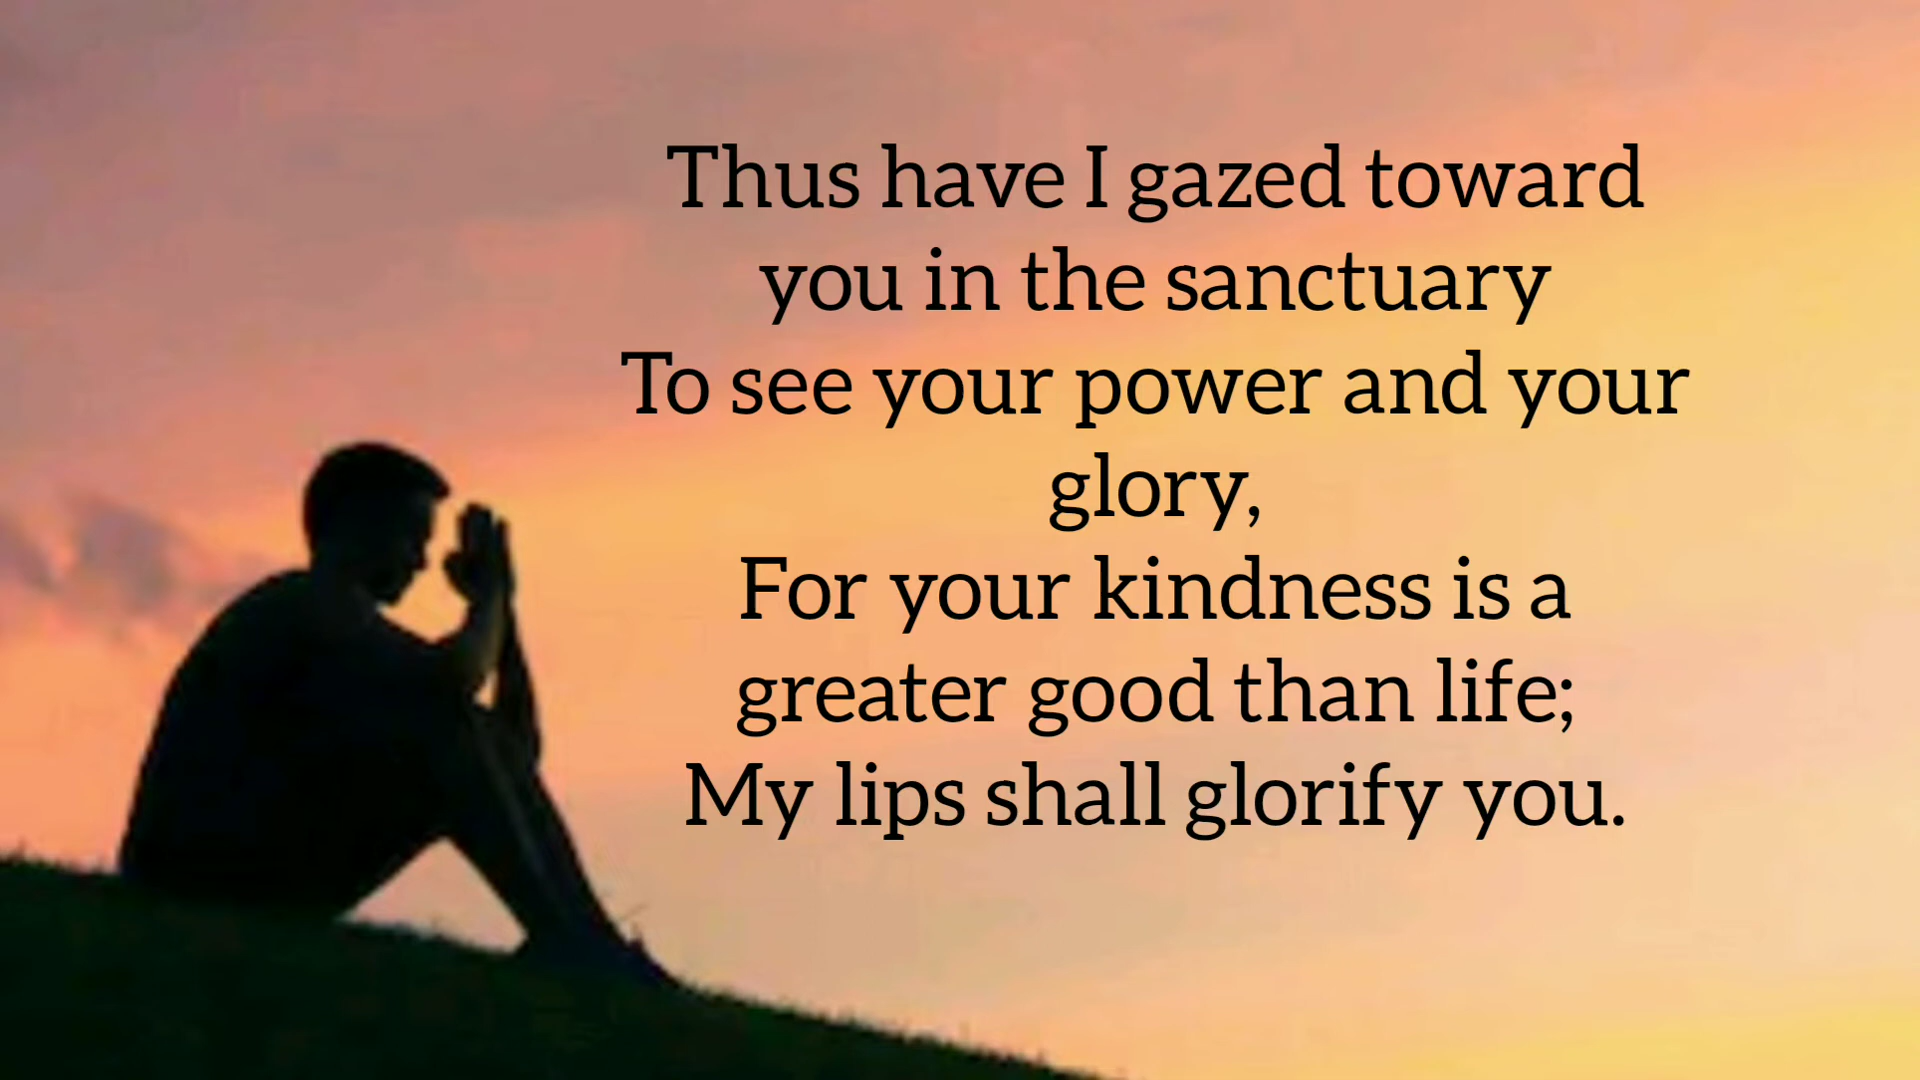 Thus have I gazed toward
you in the sanctuary
To see your power and your
glory,
For your kindness is a
greater good than life;
My lips shall glorify you.